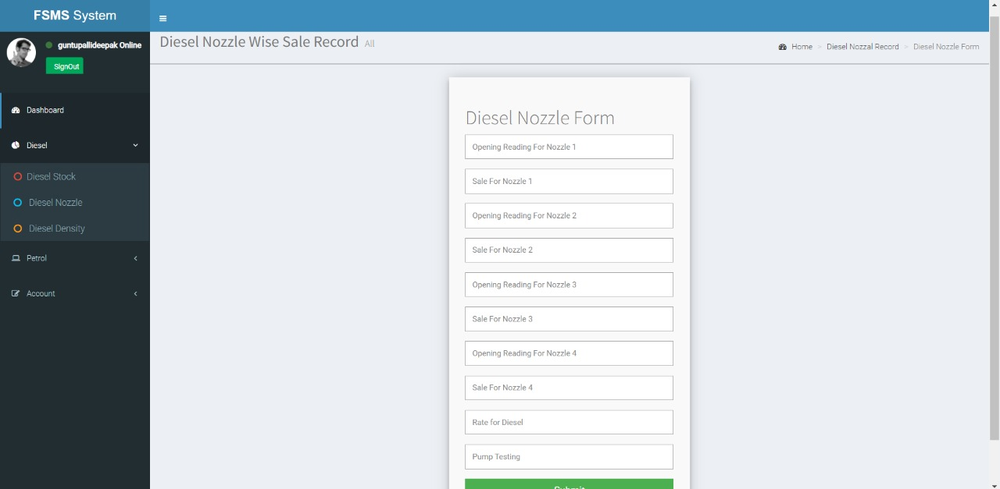 FSMS System
guntupallideepak Online
SignOut
Dashboard
Diesel
Diesel Stock
Diesel Nozzle
Diesel Density
Petrol
Account
Diesel Nozzle Wise Sale Record All
Home > Diesel Nozzal Record > Diesel Nozzle Form
Diesel Nozzle Form
Opening Reading For Nozzle 1
Sale For Nozzle 1
Opening Reading For Nozzle 2
Sale For Nozzle 2
Opening Reading For Nozzle 3
Sale For Nozzle 3
Opening Reading For Nozzle 4
Sale For Nozzle 4
Rate for Diesel
Pump Testing
Submit